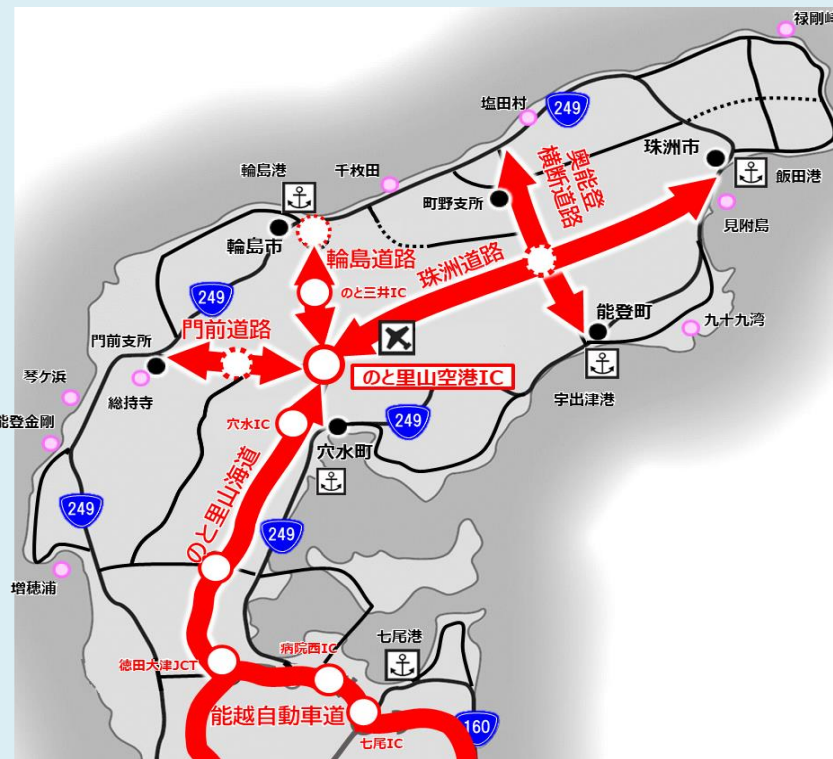 禄剛崎
塩田村
249
珠洲市
飯田港
輪島港
千枚田
町野支所
奥能登
横断道路
見附島
輪島市
輪島道路
珠洲道路
のと三井IC
249
能登町
九十九湾
門前道路
門前支所
のと里山空港IC
琴ケ浜
総持寺
宇出津港
能登金剛
穴水IC
249
穴水町
のと里山海道
249
249
増穂浦
七尾港
病院西IC
徳田大津JCT
能越自動車道
160
七尾IC